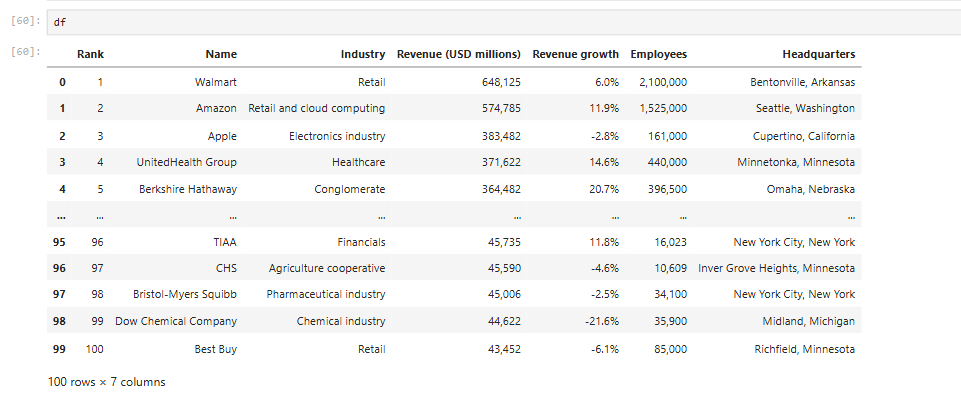 [60]: df
[60]:
Rank Name Industry Revenue (USD millions) Revenue growth Employees Headquarters
0 1 Walmart Retail 648,125 6.0% 2,100,000 Bentonville, Arkansas
1 2 Amazon Retail and cloud computing 574,785 11.9% 1,525,000 Seattle, Washington
2 3 Apple Electronics industry 383,482 -2.8% 161,000 Cupertino, California
3 4 UnitedHealth Group Healthcare 371,622 14.6% 440,000 Minnetonka, Minnesota
4 5 Berkshire Hathaway Conglomerate 364,482 20.7% 396,500 Omaha, Nebraska
... ... ... ... ... ... ... ...
95 96 TIAA Financials 45,735 11.8% 16,023 New York City, New York
96 97 CHS Agriculture cooperative 45,590 -4.6% 10,609 Inver Grove Heights, Minnesota
97 98 Bristol-Myers Squibb Pharmaceutical industry 45,006 -2.5% 34,100 New York City, New York
98 99 Dow Chemical Company Chemical industry 44,622 -21.6% 35,900 Midland, Michigan
99 100 Best Buy Retail 43,452 -6.1% 85,000 Richfield, Minnesota
100 rows × 7 columns